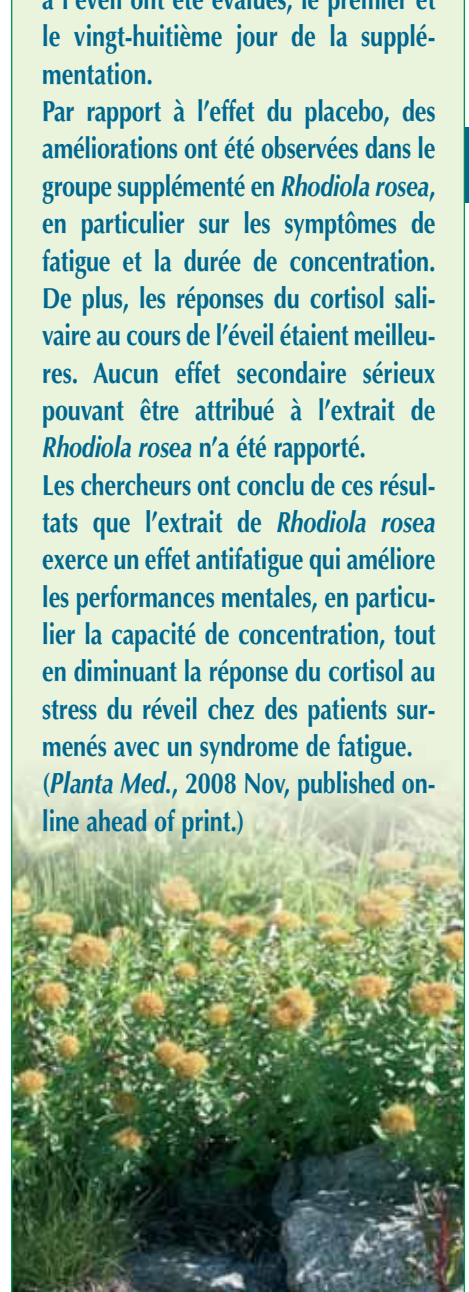 à l'éveil ont été évalués, le premier et
le vingt-huitième jour de la supplé-
mentation.
Par rapport à l'effet du placebo, des
améliorations ont été observées dans le
groupe supplémenté en Rhodiola rosea,
en particulier sur les symptômes de
fatigue et la durée de concentration.
De plus, les réponses du cortisol sali-
vaire au cours de l'éveil étaient meilleu-
res. Aucun effet secondaire sérieux
pouvant être attribué à l'extrait de
Rhodiola rosea n'a été rapporté.
Les chercheurs ont conclu de ces résul-
tats que l'extrait de Rhodiola rosea
exerce un effet antifatigue qui améliore
les performances mentales, en particu-
lier la capacité de concentration, tout
en diminuant la réponse du cortisol au
stress du réveil chez des patients sur-
menés avec un syndrome de fatigue.
(Planta Med., 2008 Nov, published on-
line ahead of print.)